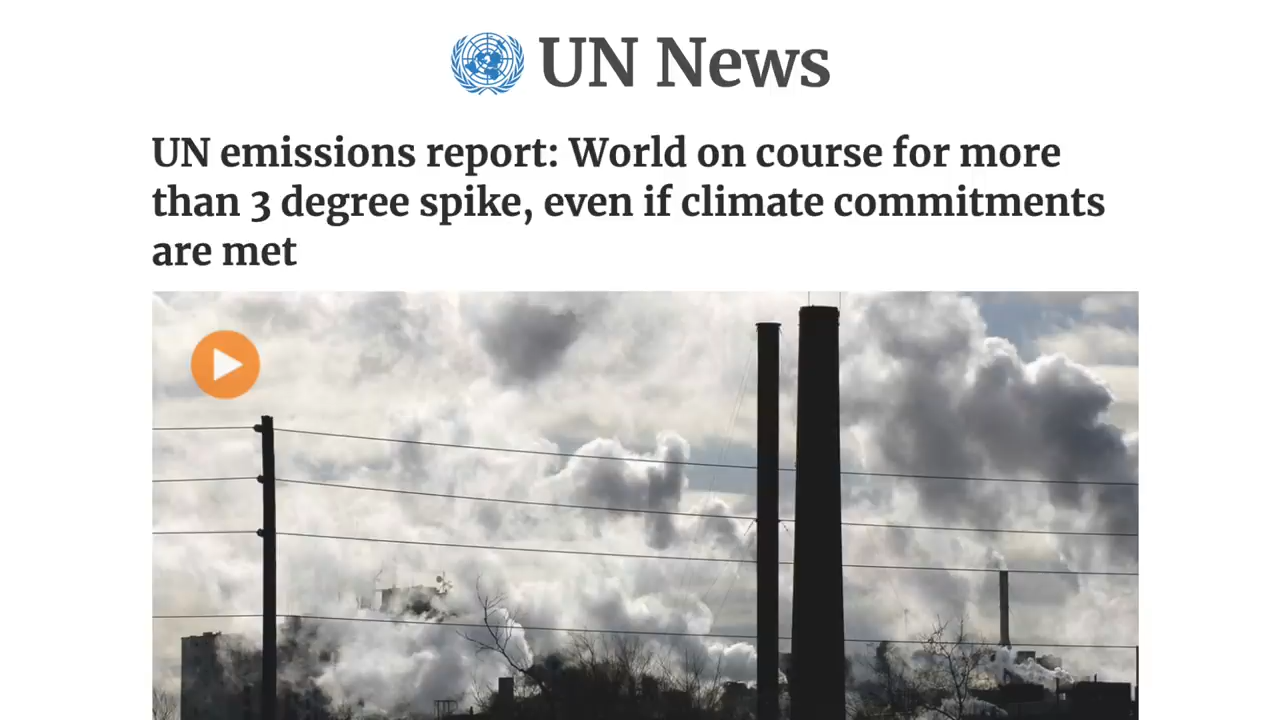 UN News
UN emissions report: World on course for more
than 3 degree spike, even if climate commitments
are met